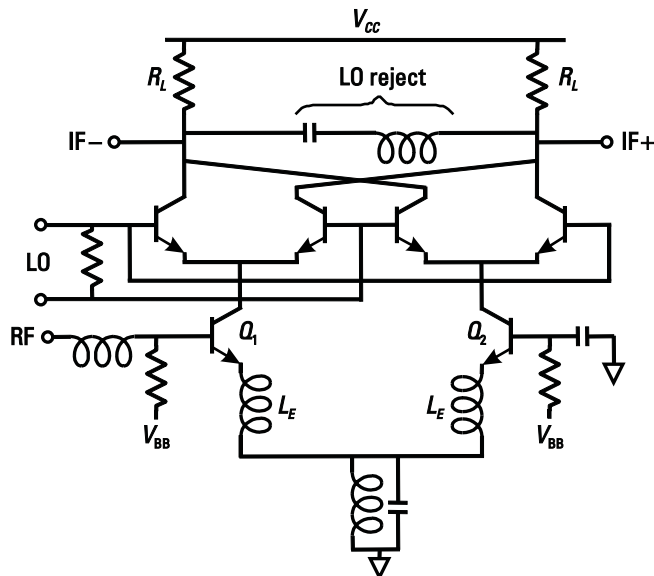 V_CC
R_L
LO reject
R_L
IF−
IF+
LO
RF
Q_1
Q_2
L_E
L_E
V_BB
V_BB